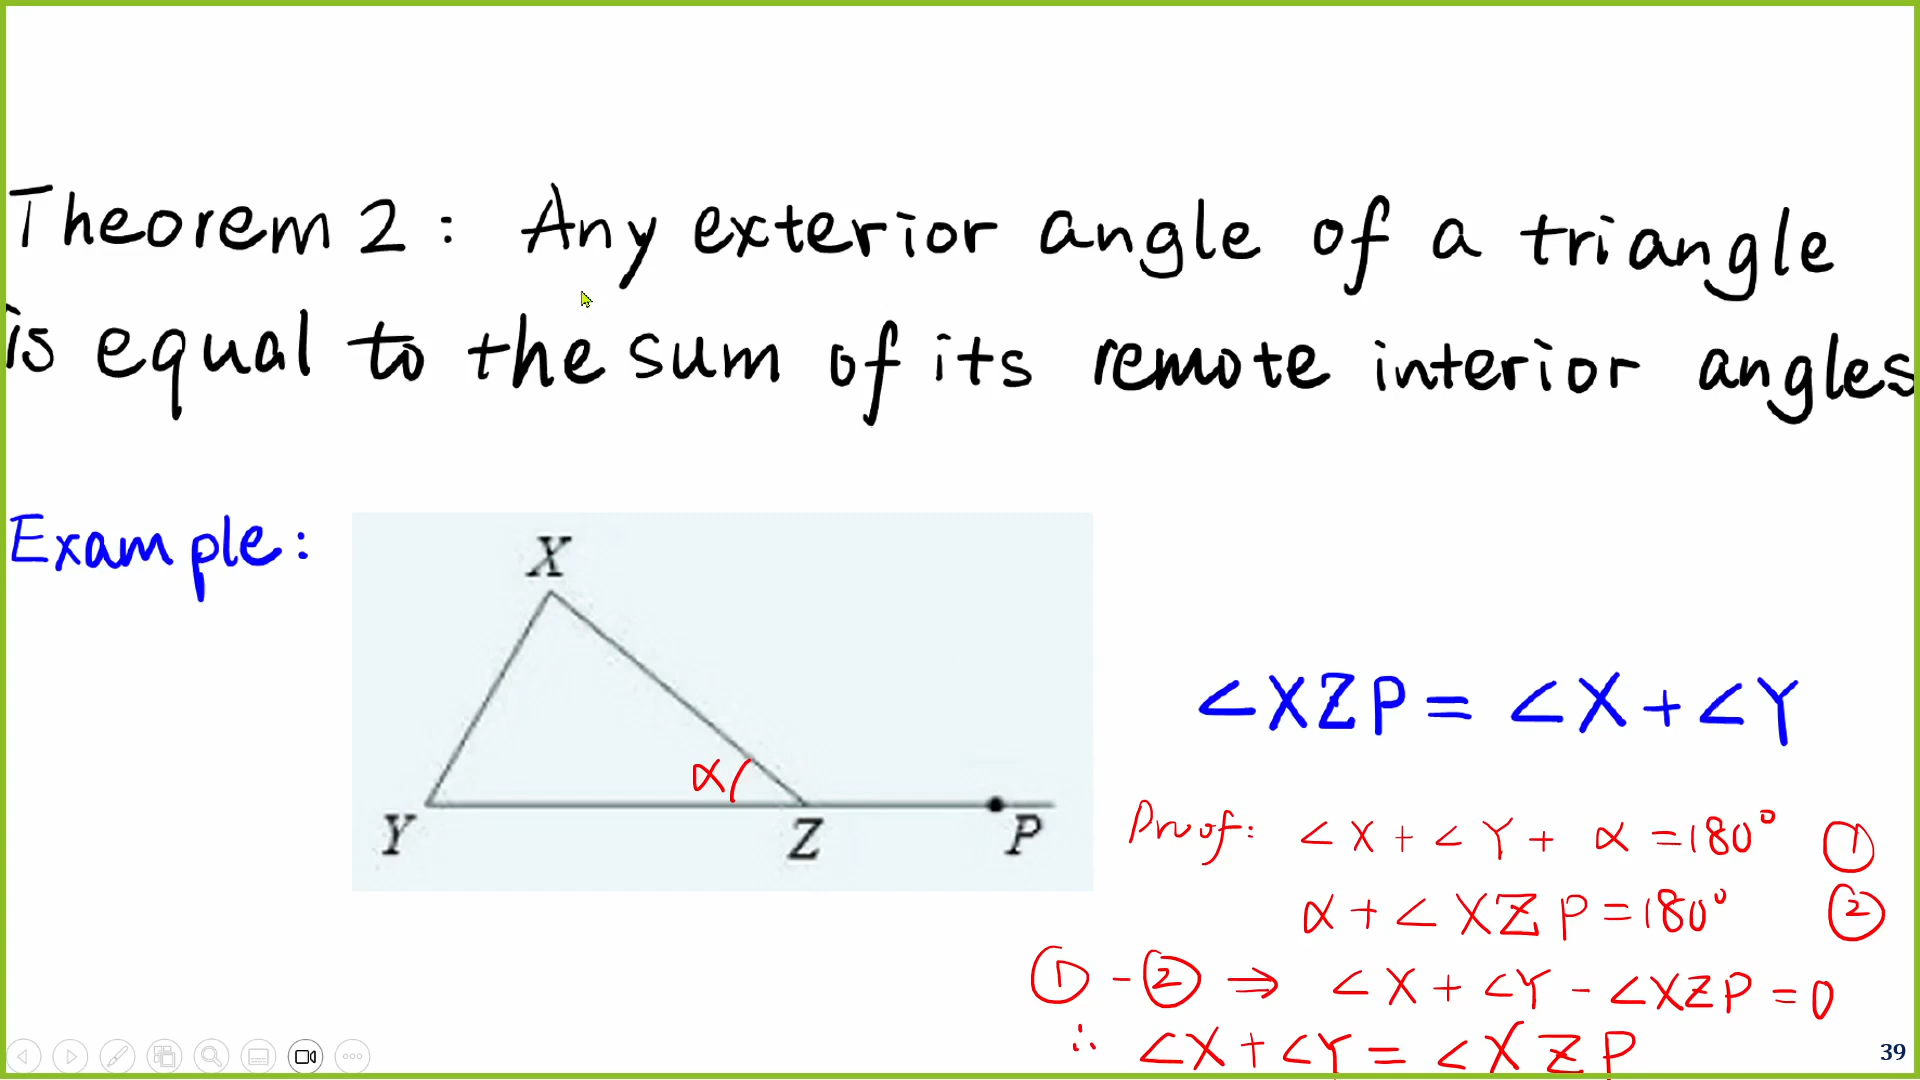 Theorem 2 : Any exterior angle of a triangle
is equal to the sum of its remote interior angles
Example:
X
α
Y
Z
P
∠XZP = ∠X + ∠Y
Proof: ∠X + ∠Y + α = 180° ①
α + ∠XZP = 180° ②
① - ② ⇒ ∠X + ∠Y - ∠XZP = 0
∴ ∠X + ∠Y = ∠XZP
39